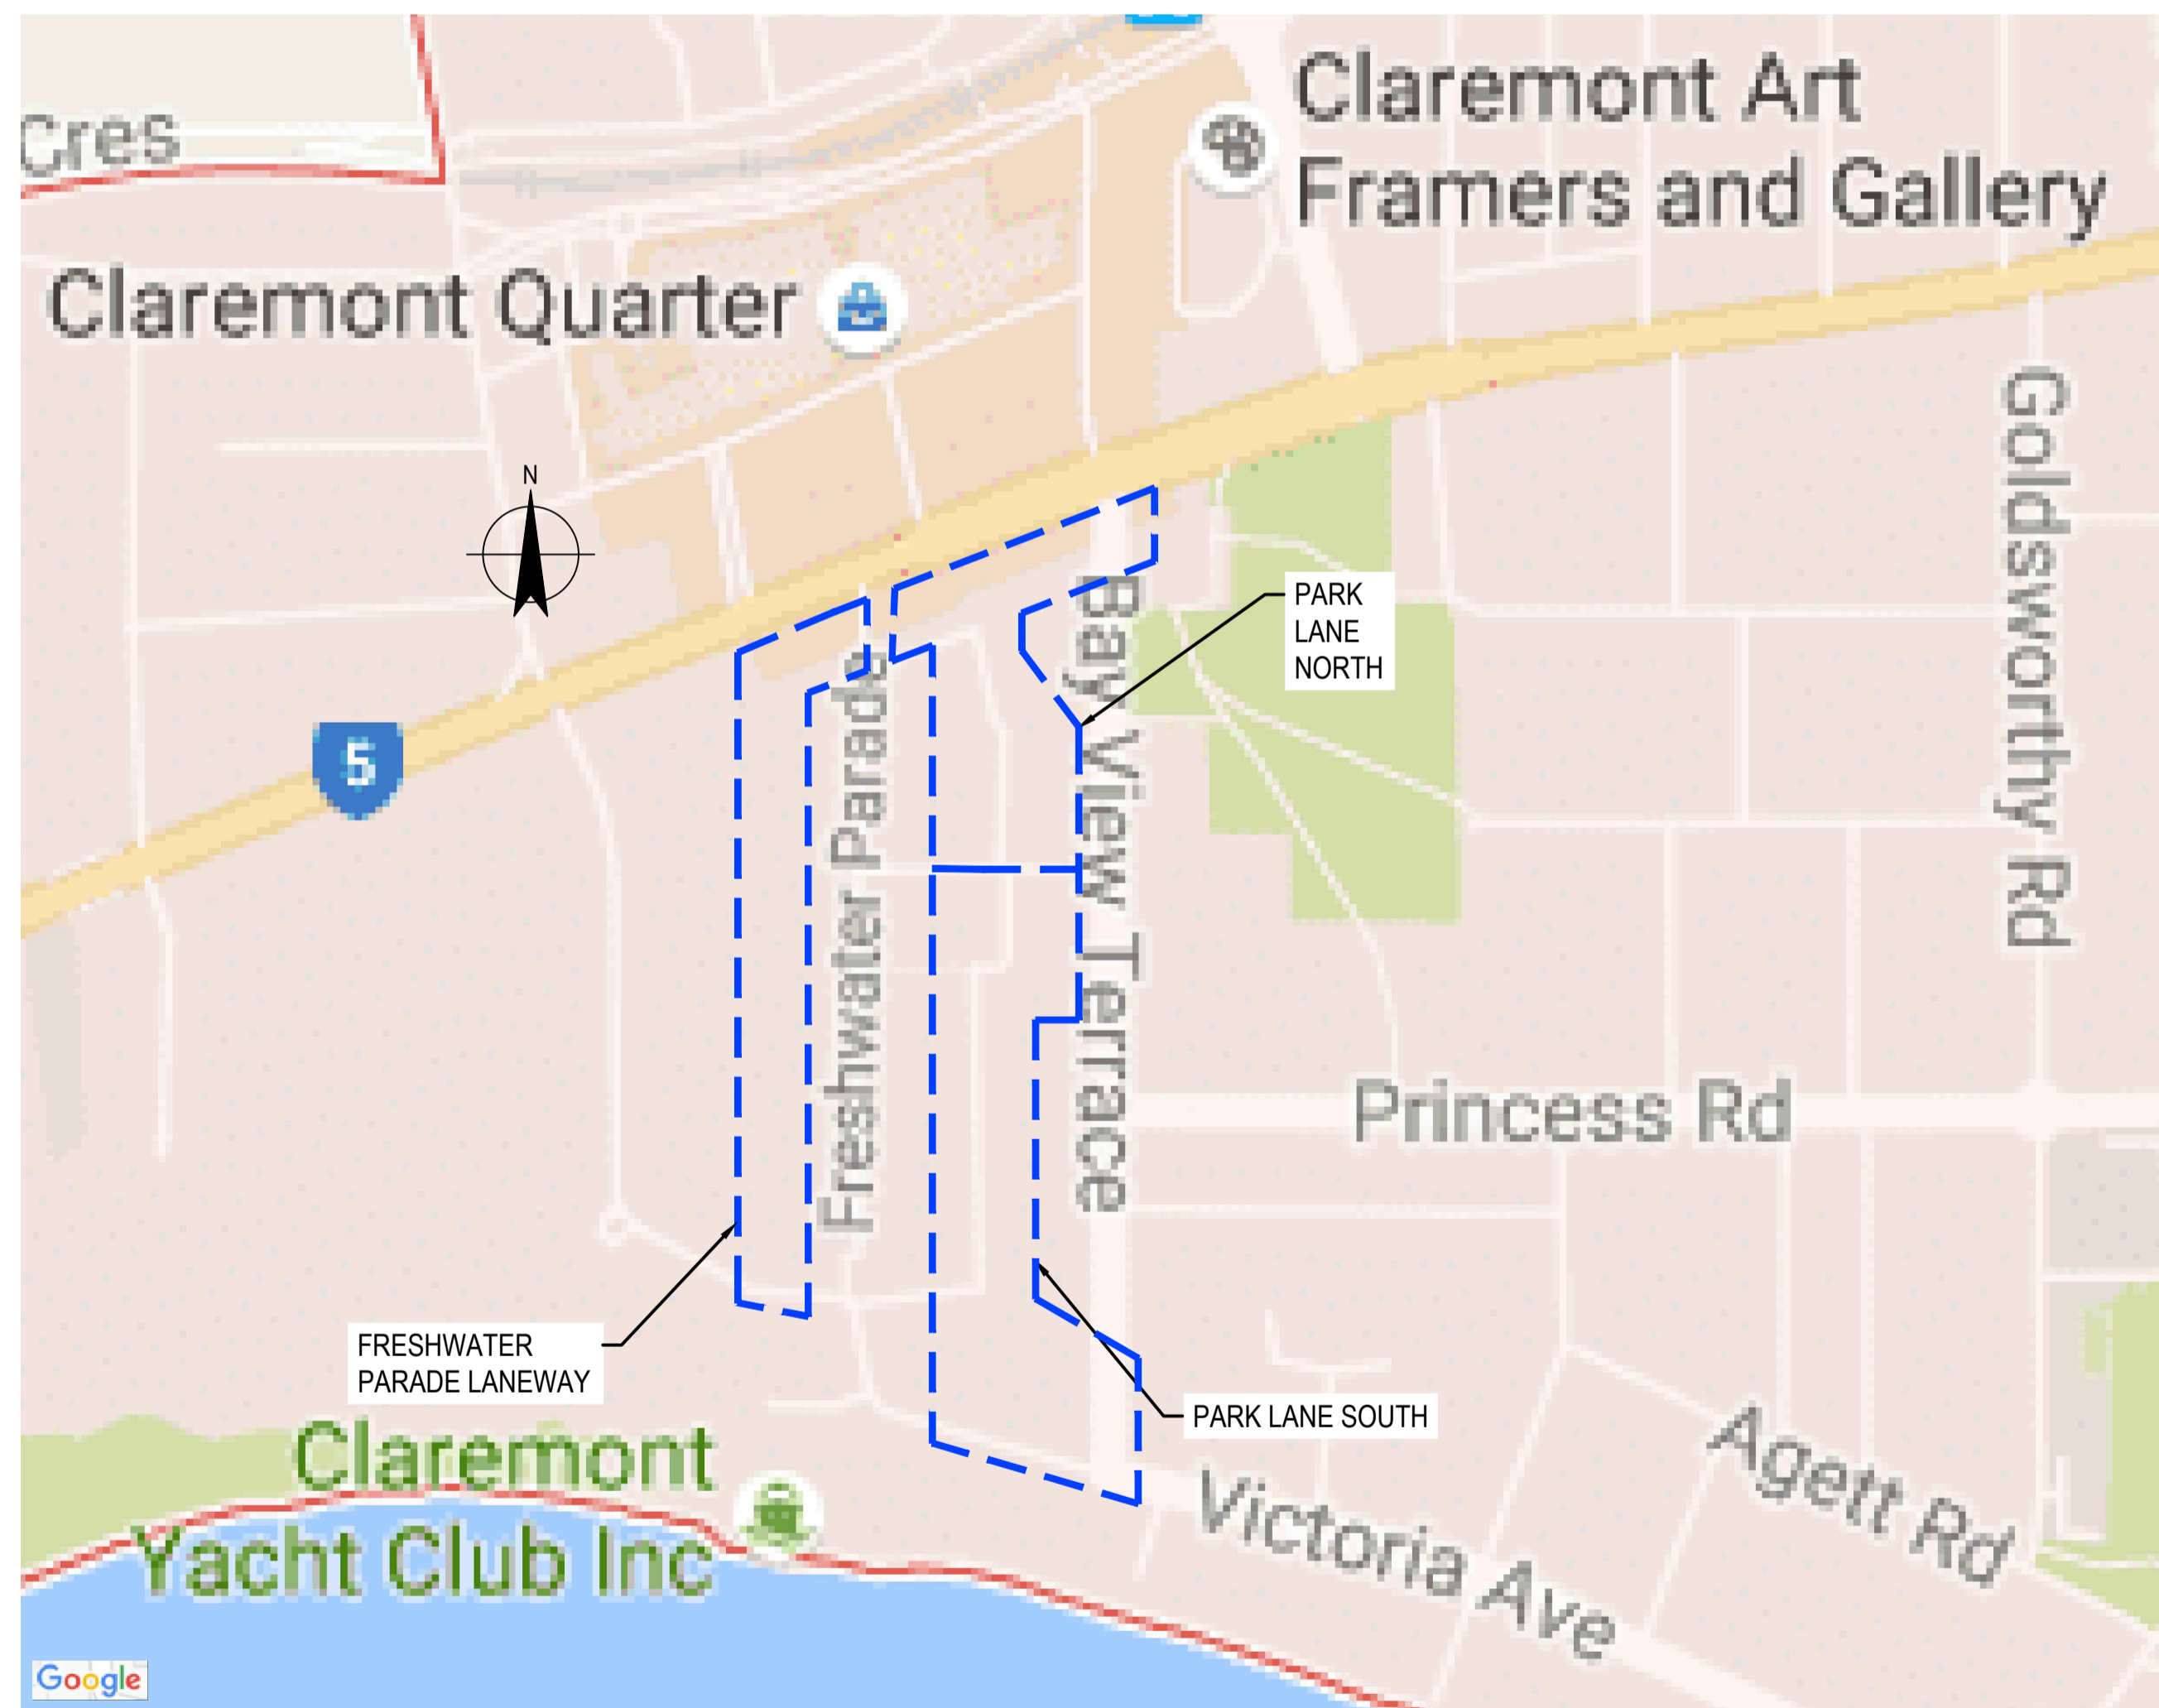 Cres
Claremont Art
Framers and Gallery
Claremont Quarter
N
PARK
LANE
NORTH
Goldsworthy Rd
5
Bay View Terrace
Freshwater Parade
Princess Rd
FRESHWATER
PARADE LANEWAY
PARK LANE SOUTH
Claremont
Yacht Club Inc
Victoria Ave
Agett Rd
Google